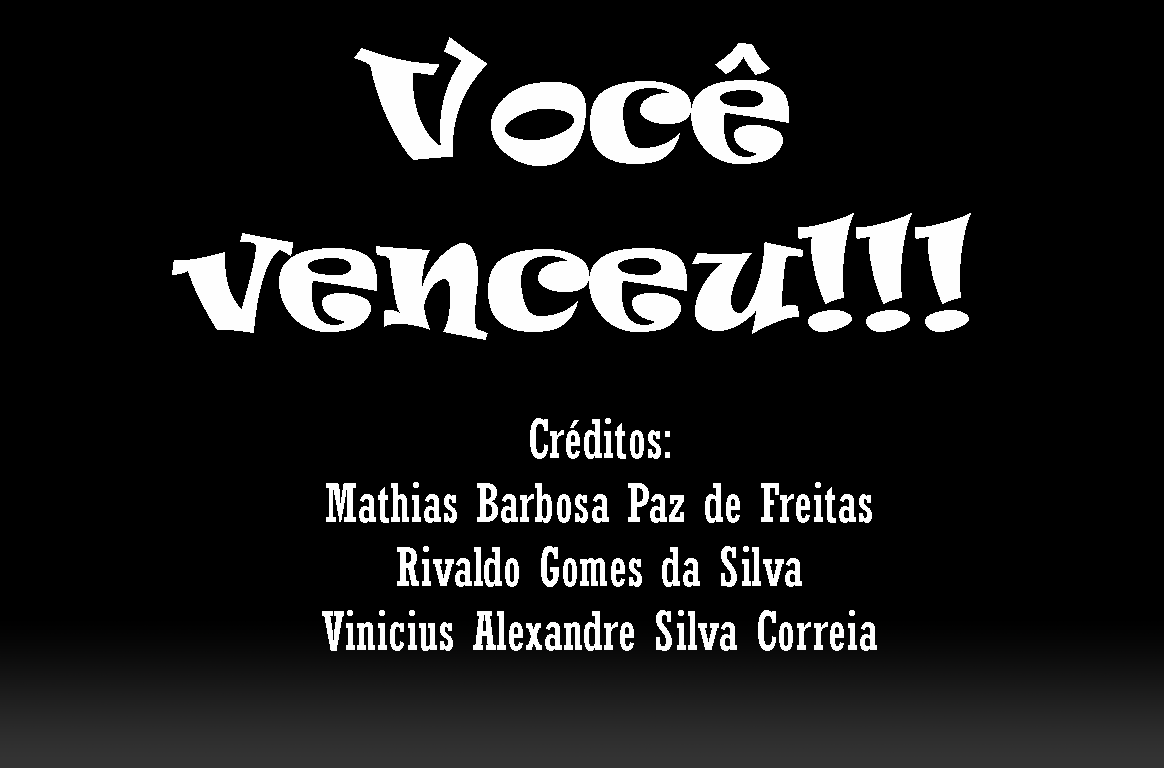 Você
venceu!!!
Créditos:
Mathias Barbosa Paz de Freitas
Rivaldo Gomes da Silva
Vinicius Alexandre Silva Correia